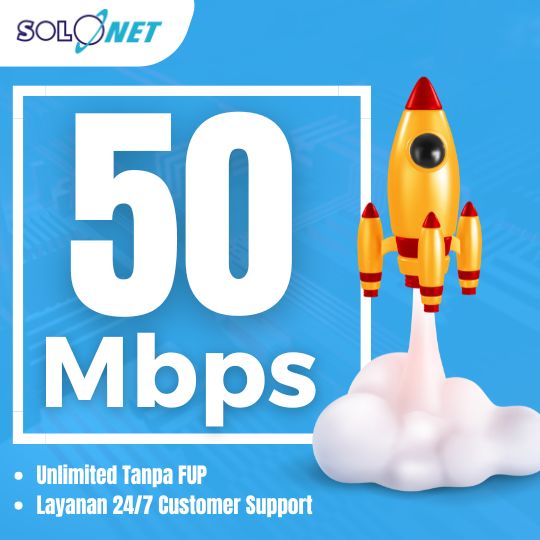 SOLONET
50
Mbps
• Unlimited Tanpa FUP
• Layanan 24/7 Customer Support